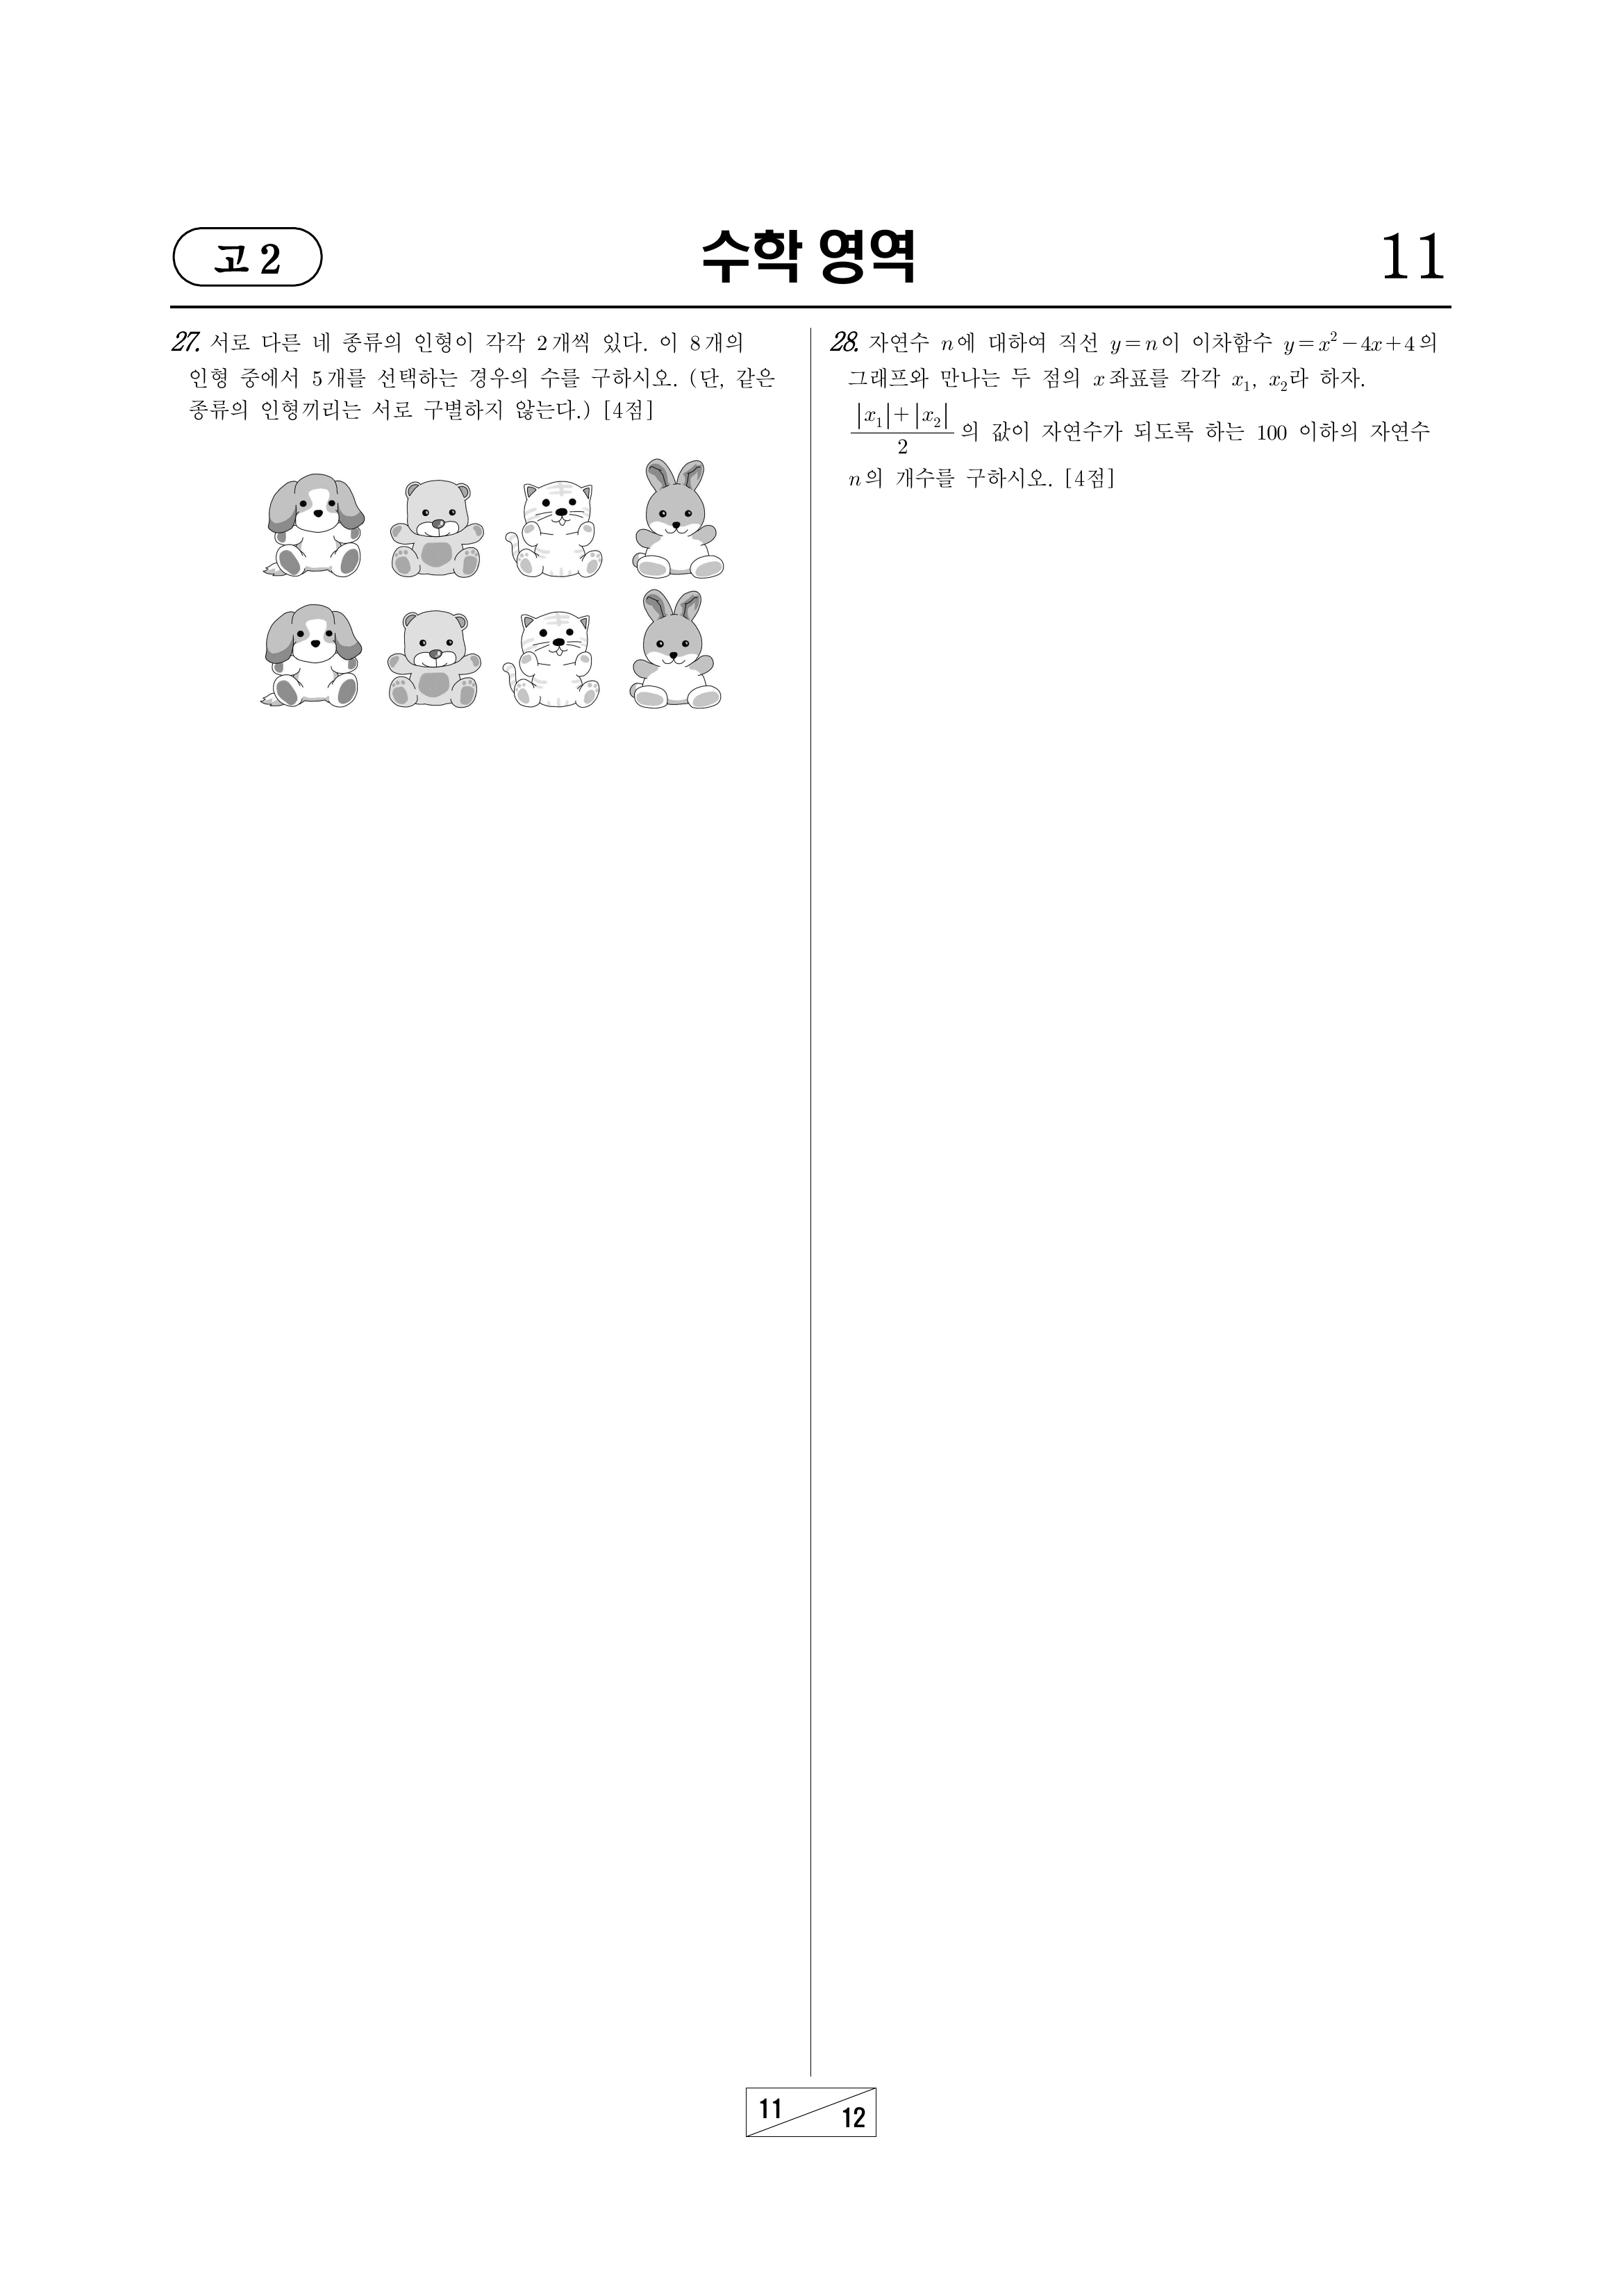 고 2
수학 영역
11
27. 서로 다른 네 종류의 인형이 각각 2개씩 있다. 이 8개의
인형 중에서 5개를 선택하는 경우의 수를 구하시오. (단, 같은
종류의 인형끼리는 서로 구별하지 않는다.) [4점]
28. 자연수 n에 대하여 직선 y=n이 이차함수 y=x²-4x+4의
그래프와 만나는 두 점의 x좌표를 각각 x₁, x₂라 하자.
(|x₁|+|x₂|)/2 의 값이 자연수가 되도록 하는 100 이하의 자연수
n의 개수를 구하시오. [4점]
11
12